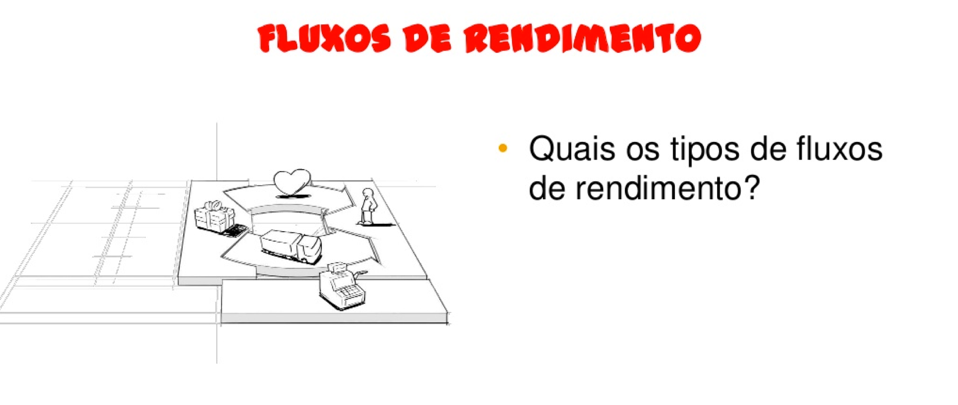 FLUXOS DE RENDIMENTO
• Quais os tipos de fluxos
de rendimento?